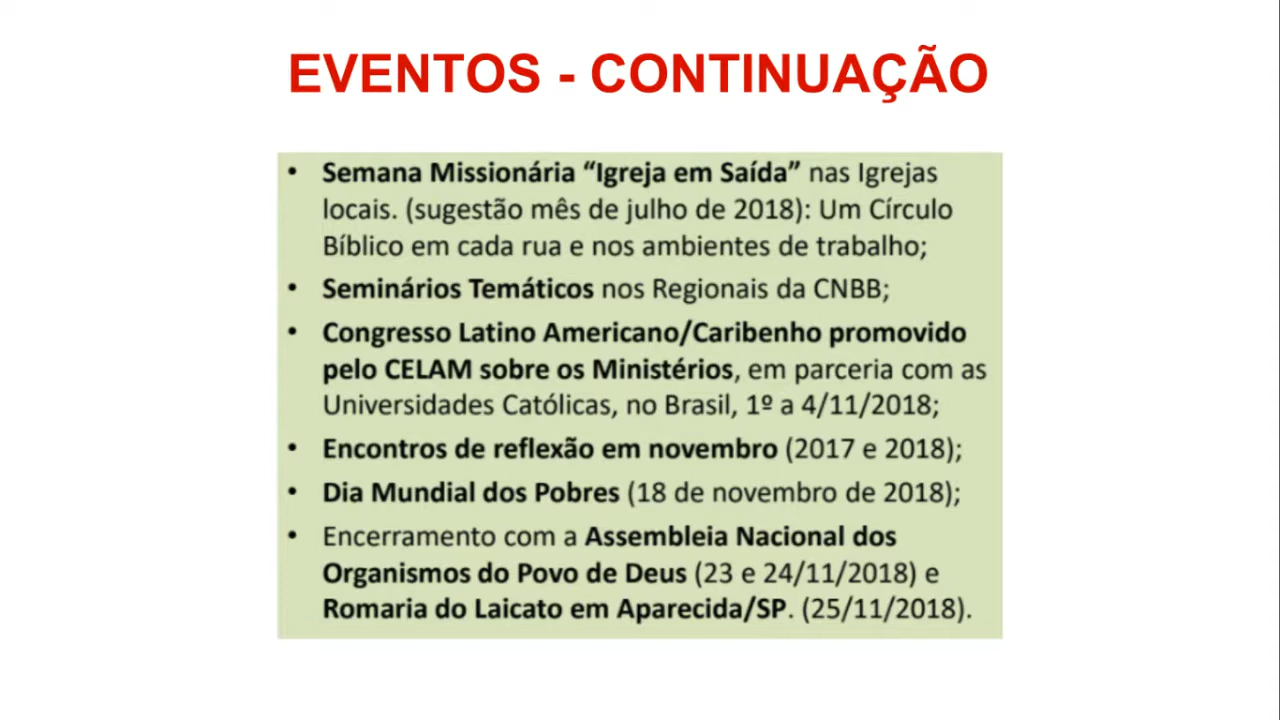 EVENTOS - CONTINUAÇÃO
• Semana Missionária “Igreja em Saída” nas Igrejas
locais. (sugestão mês de julho de 2018): Um Círculo
Bíblico em cada rua e nos ambientes de trabalho;
• Seminários Temáticos nos Regionais da CNBB;
• Congresso Latino Americano/Caribenho promovido
pelo CELAM sobre os Ministérios, em parceria com as
Universidades Católicas, no Brasil, 1º a 4/11/2018;
• Encontros de reflexão em novembro (2017 e 2018);
• Dia Mundial dos Pobres (18 de novembro de 2018);
• Encerramento com a Assembleia Nacional dos
Organismos do Povo de Deus (23 e 24/11/2018) e
Romaria do Laicato em Aparecida/SP. (25/11/2018).